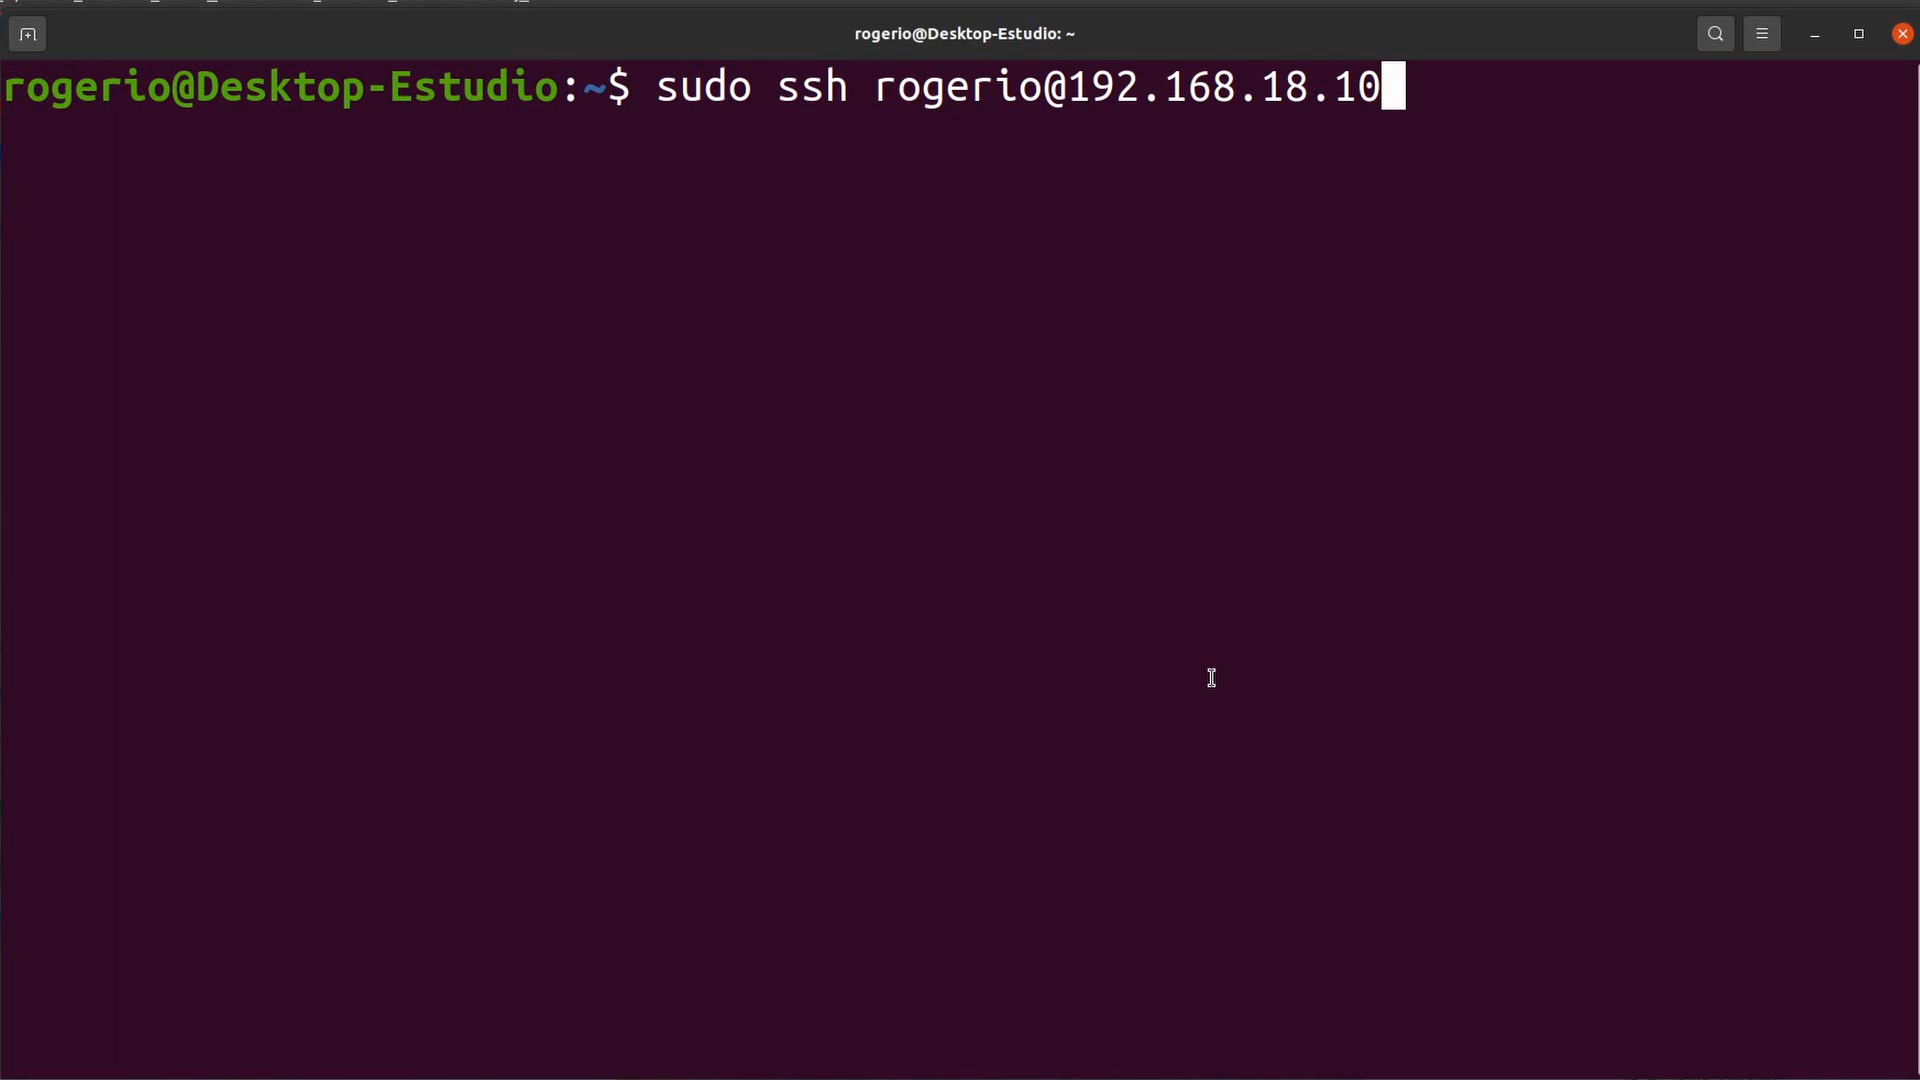 rogerio@Desktop-Estudio: ~
rogerio@Desktop-Estudio:~$ sudo ssh rogerio@192.168.18.10